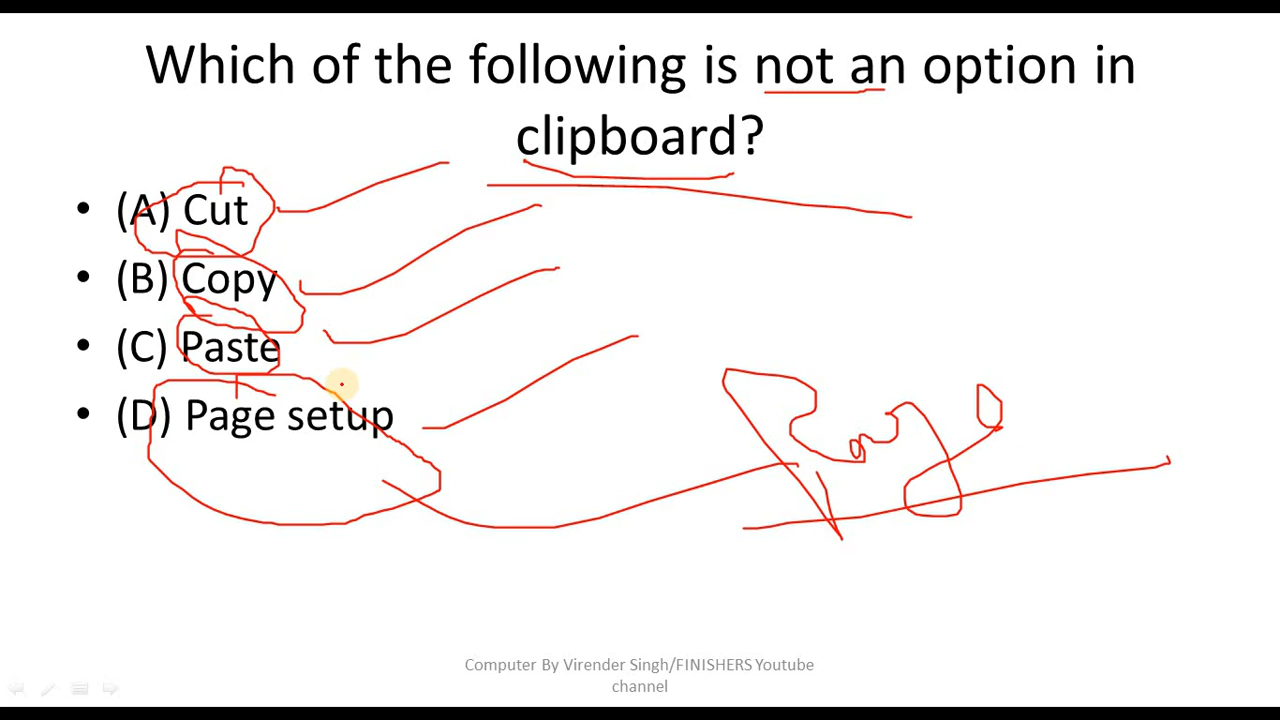 Which of the following is not an option in
clipboard?
• (A) Cut
• (B) Copy
• (C) Paste
• (D) Page setup
Page
Computer By Virender Singh/FINISHERS Youtube
channel